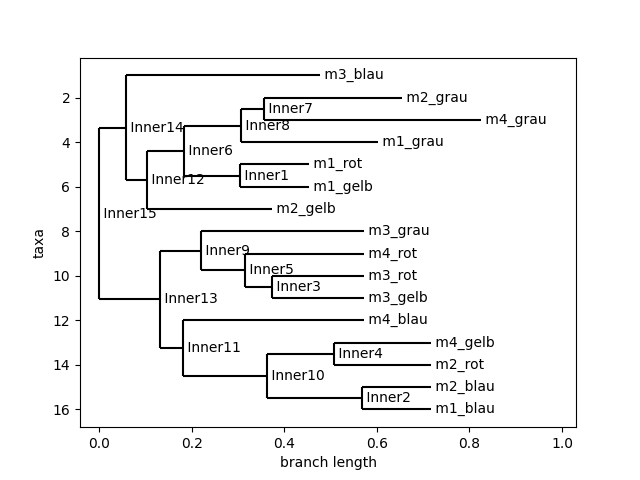 m3_blau
2 m2_grau
Inner7
m4_grau
Inner14 Inner8
4 m1_grau
Inner6
m1_rot
Inner1
Inner12
6 m1_gelb
m2_gelb
Inner15
8 m3_grau
taxa
Inner9 m4_rot
Inner5
10 m3_rot
Inner3
Inner13 m3_gelb
12 m4_blau
m4_gelb
Inner11 Inner4
14 m2_rot
Inner10
m2_blau
Inner2
16 m1_blau
0.0 0.2 0.4 0.6 0.8 1.0
branch length